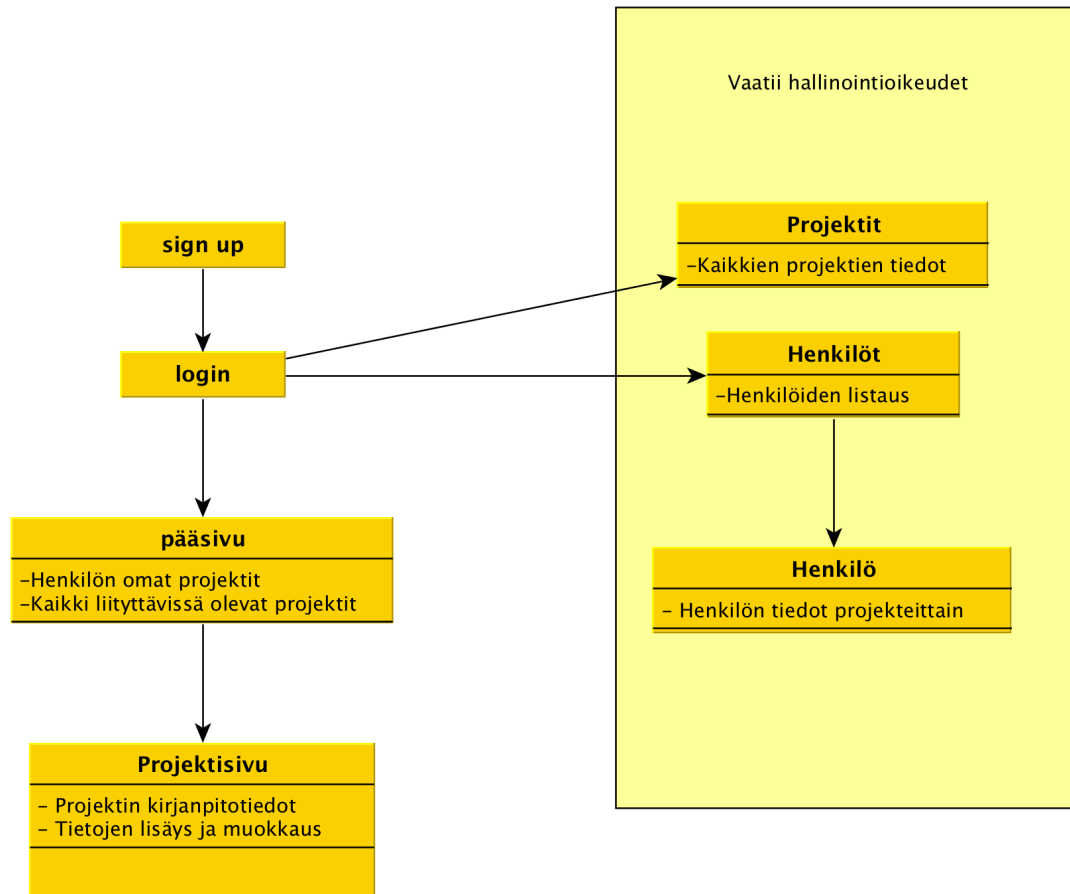 Vaatii hallinointioikeudet
sign up
Projektit
-Kaikkien projektien tiedot
login
Henkilöt
-Henkilöiden listaus
pääsivu
-Henkilön omat projektit
-Kaikki liityttävissä olevat projektit
Henkilö
- Henkilön tiedot projekteittain
Projektisivu
- Projektin kirjanpitotiedot
- Tietojen lisäys ja muokkaus